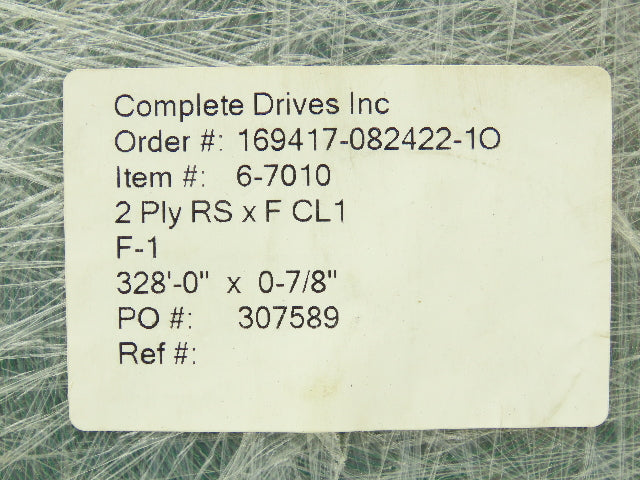 Complete Drives Inc
Order #: 169417-082422-1O
Item #: 6-7010
2 Ply RS x F CL1
F-1
328'-0" x 0-7/8"
PO #: 307589
Ref #: